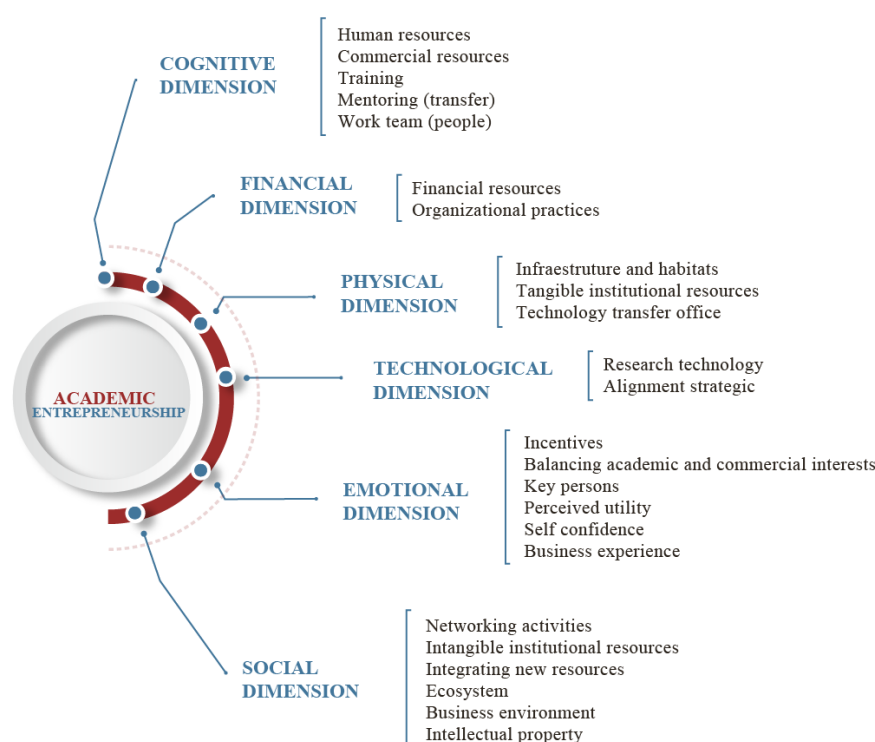 COGNITIVE
DIMENSION
Human resources
Commercial resources
Training
Mentoring (transfer)
Work team (people)
FINANCIAL
DIMENSION
Financial resources
Organizational practices
PHYSICAL
DIMENSION
Infraestruture and habitats
Tangible institutional resources
Technology transfer office
TECHNOLOGICAL
DIMENSION
Research technology
Alignment strategic
ACADEMIC
ENTREPRENEURSHIP
EMOTIONAL
DIMENSION
Incentives
Balancing academic and commercial interests
Key persons
Perceived utility
Self confidence
Business experience
SOCIAL
DIMENSION
Networking activities
Intangible institutional resources
Integrating new resources
Ecosystem
Business environment
Intellectual property